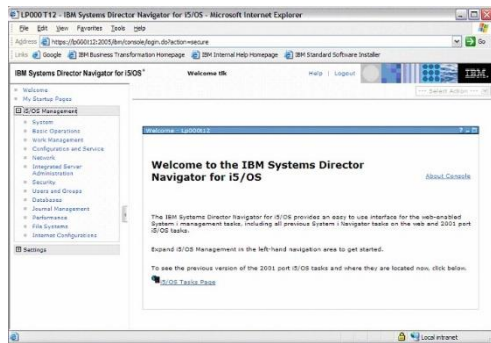 LP000T12 - IBM Systems Director Navigator for i5/OS - Microsoft Internet Explorer
File Edit View Favorites Tools Help
Address https://lp000t12:2005/ibm/console/login.do?action=secure Go
Links Google IBM Business Transformation Homepage IBM Internal Help Homepage IBM Standard Software Installer
IBM Systems Director Navigator for i5/OS Welcome tlk Help | Logout IBM.
Welcome
My Startup Pages
i5/OS Management
System
Basic Operations
Work Management
Configuration and Service
Network
Integrated Server
Administration
Security
Users and Groups
Databases
Journal Management
Performance
File Systems
Internet Configurations
Settings
--- Select Action ---
Welcome - Lp000t12
Welcome to the IBM Systems Director
Navigator for i5/OS
About Console
The IBM Systems Director Navigator for i5/OS provides an easy to use interface for the web-enabled
System i management tasks, including all previous System i Navigator tasks on the web and 2001 port
i5/OS tasks.
Expand i5/OS Management in the left-hand navigation area to get started.
To see the previous version of the 2001 port i5/OS tasks and where they are located now, click below.
i5/OS Tasks Page
Local intranet